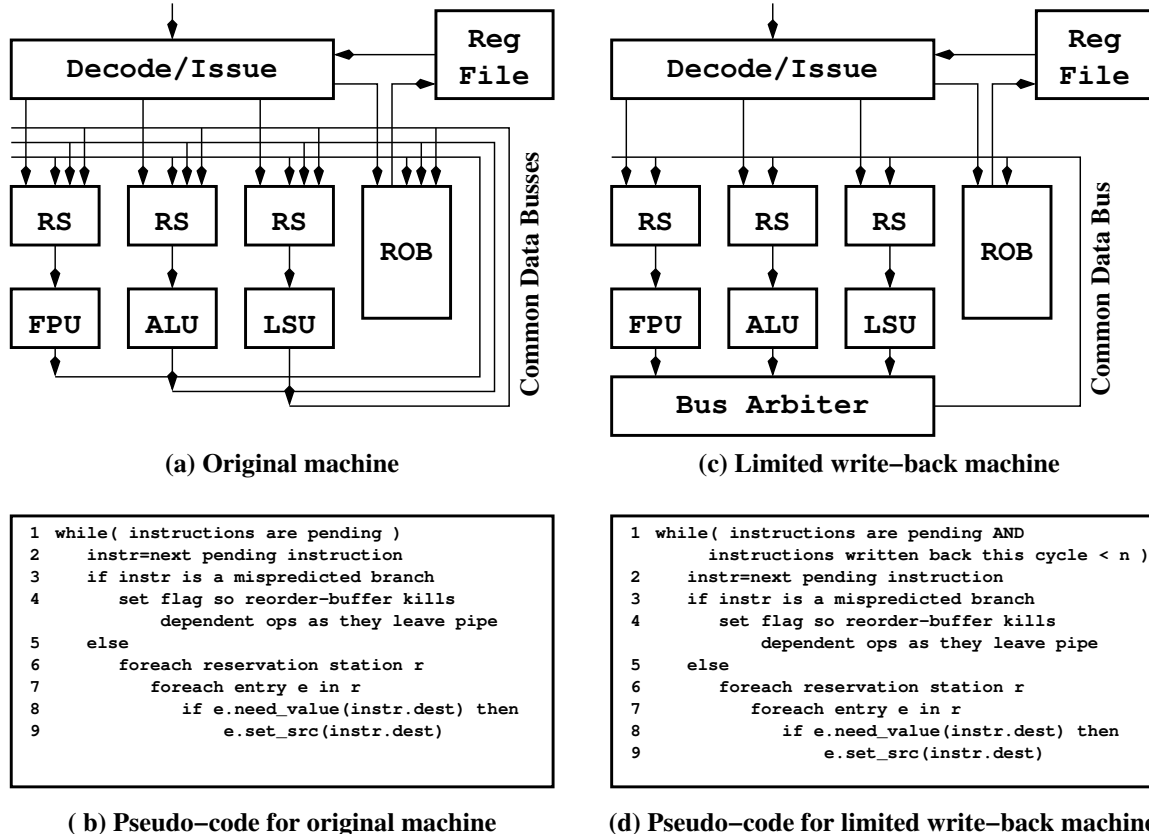 Reg
File
Decode/Issue
RS
RS
RS
ROB
FPU
ALU
LSU
Common Data Busses
(a) Original machine
Reg
File
Decode/Issue
RS
RS
RS
ROB
FPU
ALU
LSU
Bus Arbiter
Common Data Bus
(c) Limited write-back machine
1 while( instructions are pending )
2 instr=next pending instruction
3 if instr is a mispredicted branch
4 set flag so reorder-buffer kills
dependent ops as they leave pipe
5 else
6 foreach reservation station r
7 foreach entry e in r
8 if e.need_value(instr.dest) then
9 e.set_src(instr.dest)
( b) Pseudo-code for original machine
1 while( instructions are pending AND
instructions written back this cycle < n )
2 instr=next pending instruction
3 if instr is a mispredicted branch
4 set flag so reorder-buffer kills
dependent ops as they leave pipe
5 else
6 foreach reservation station r
7 foreach entry e in r
8 if e.need_value(instr.dest) then
9 e.set_src(instr.dest)
(d) Pseudo-code for limited write-back machine